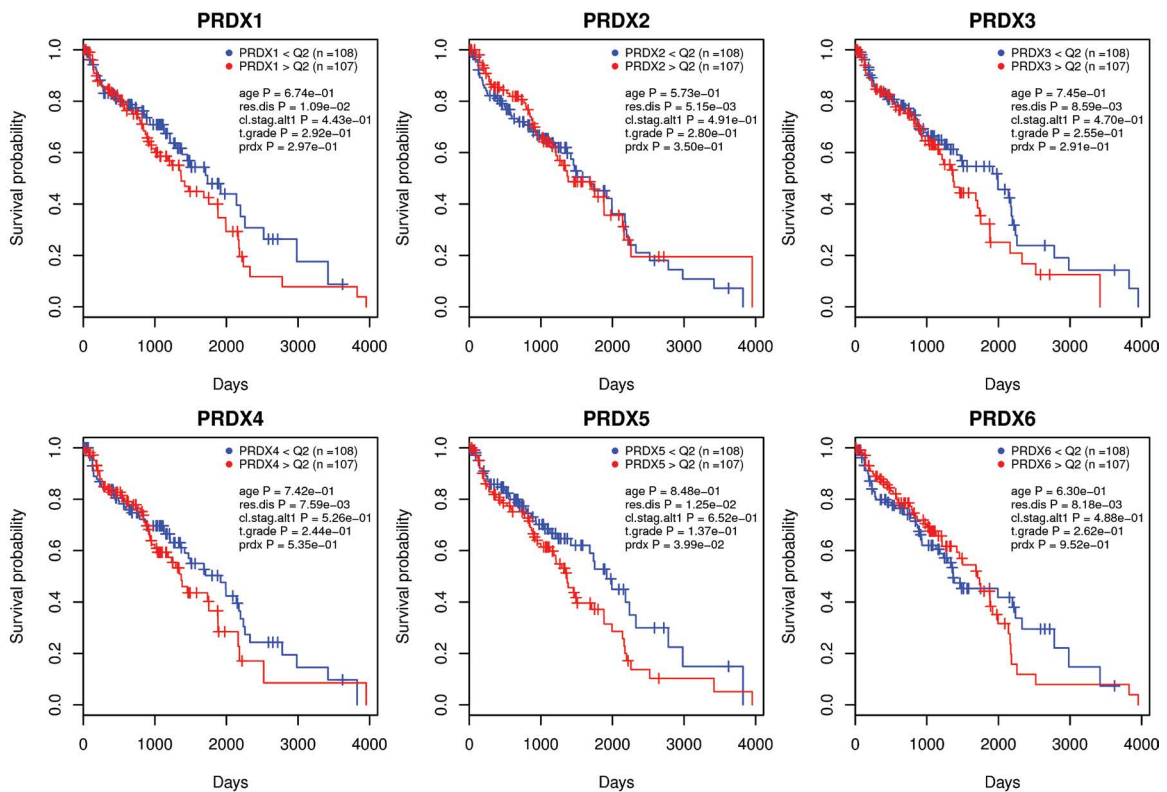 PRDX1
PRDX1 < Q2 (n =108)
PRDX1 > Q2 (n =107)
age P = 6.74e−01
res.dis P = 1.09e−02
cl.stag.alt1 P = 4.43e−01
t.grade P = 2.92e−01
prdx P = 2.97e−01
Survival probability
1.0
0.8
0.6
0.4
0.2
0.0
0 1000 2000 3000 4000
Days
PRDX2
PRDX2 < Q2 (n =108)
PRDX2 > Q2 (n =107)
age P = 5.73e−01
res.dis P = 5.15e−03
cl.stag.alt1 P = 4.91e−01
t.grade P = 2.80e−01
prdx P = 3.50e−01
Survival probability
1.0
0.8
0.6
0.4
0.2
0.0
0 1000 2000 3000 4000
Days
PRDX3
PRDX3 < Q2 (n =108)
PRDX3 > Q2 (n =107)
age P = 7.45e−01
res.dis P = 8.59e−03
cl.stag.alt1 P = 4.70e−01
t.grade P = 2.55e−01
prdx P = 2.91e−01
Survival probability
1.0
0.8
0.6
0.4
0.2
0.0
0 1000 2000 3000 4000
Days
PRDX4
PRDX4 < Q2 (n =108)
PRDX4 > Q2 (n =107)
age P = 7.42e−01
res.dis P = 7.59e−03
cl.stag.alt1 P = 5.26e−01
t.grade P = 2.44e−01
prdx P = 5.35e−01
Survival probability
1.0
0.8
0.6
0.4
0.2
0.0
0 1000 2000 3000 4000
Days
PRDX5
PRDX5 < Q2 (n =108)
PRDX5 > Q2 (n =107)
age P = 8.48e−01
res.dis P = 1.25e−02
cl.stag.alt1 P = 6.52e−01
t.grade P = 1.37e−01
prdx P = 3.99e−02
Survival probability
1.0
0.8
0.6
0.4
0.2
0.0
0 1000 2000 3000 4000
Days
PRDX6
PRDX6 < Q2 (n =108)
PRDX6 > Q2 (n =107)
age P = 6.30e−01
res.dis P = 8.18e−03
cl.stag.alt1 P = 4.88e−01
t.grade P = 2.62e−01
prdx P = 9.52e−01
Survival probability
1.0
0.8
0.6
0.4
0.2
0.0
0 1000 2000 3000 4000
Days